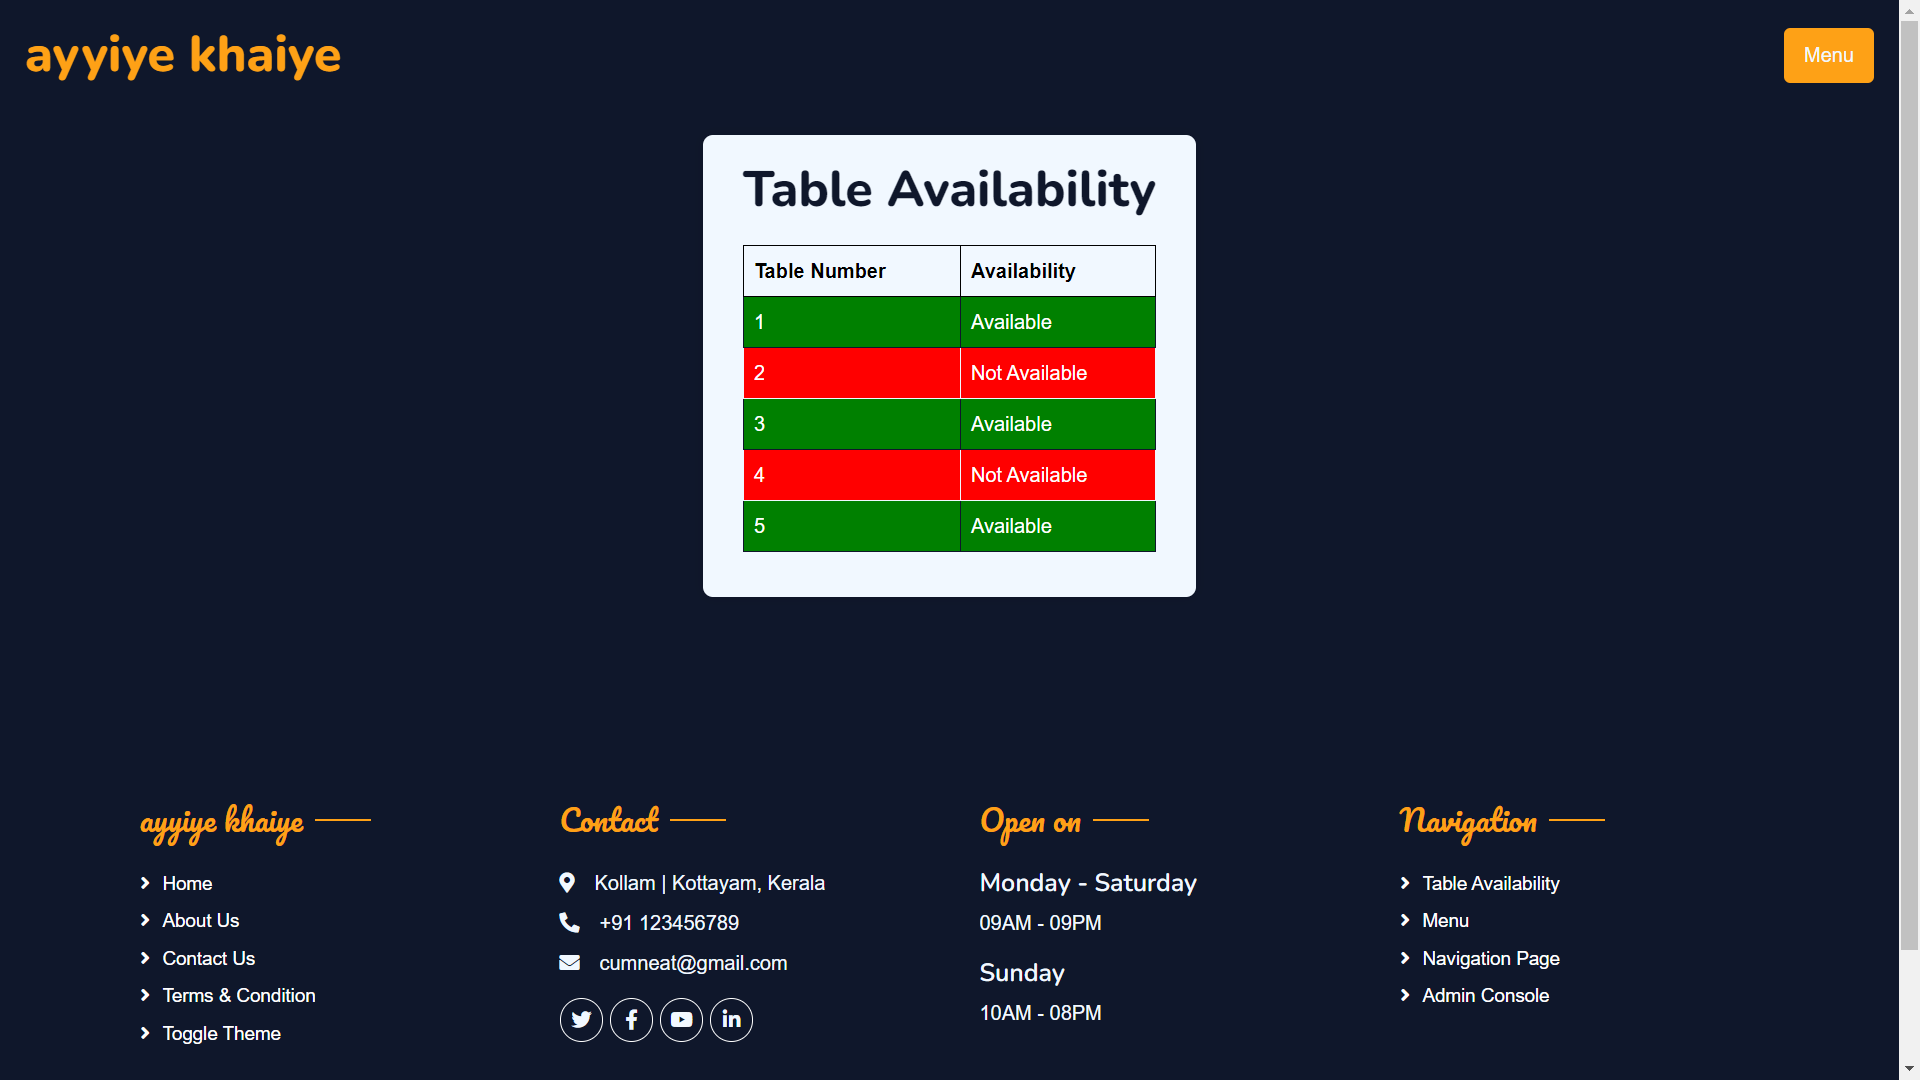 ayyiye khaiye
Menu
Table Availability
Table Number Availability
1 Available
2 Not Available
3 Available
4 Not Available
5 Available
ayyiye khaiye
Home
About Us
Contact Us
Terms & Condition
Toggle Theme
Contact
Kollam | Kottayam, Kerala
+91 123456789
cumneat@gmail.com
Open on
Monday - Saturday
09AM - 09PM
Sunday
10AM - 08PM
Navigation
Table Availability
Menu
Navigation Page
Admin Console